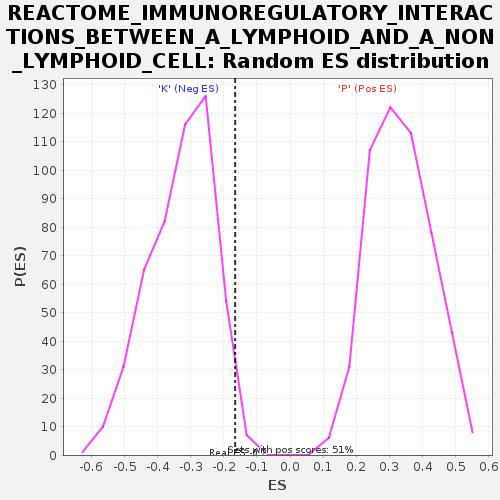 REACTOME_IMMUNOREGULATORY_INTERAC
TIONS_BETWEEN_A_LYMPHOID_AND_A_NON
_LYMPHOID_CELL: Random ES distribution
'K' (Neg ES)
'P' (Pos ES)
130
120
110
100
90
80
70
60
50
40
30
20
10
0
P(ES)
Sets with pos scores: 51%
-0.6 -0.5 -0.4 -0.3 -0.2 -0.1 0.0 0.1 0.2 0.3 0.4 0.5 0.6
ES